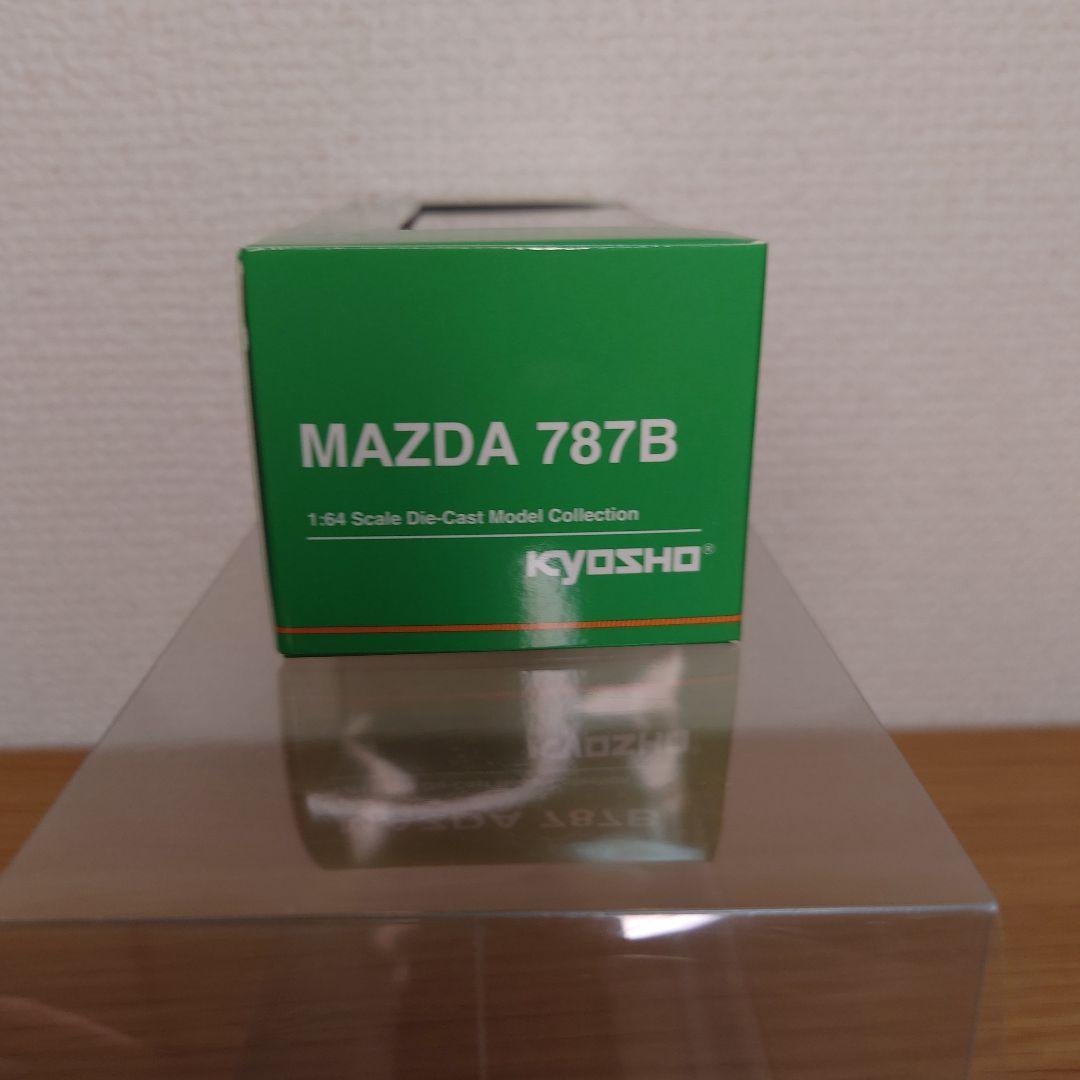 MAZDA 787B
1:64 Scale Die-Cast Model Collection
KYOSHO®